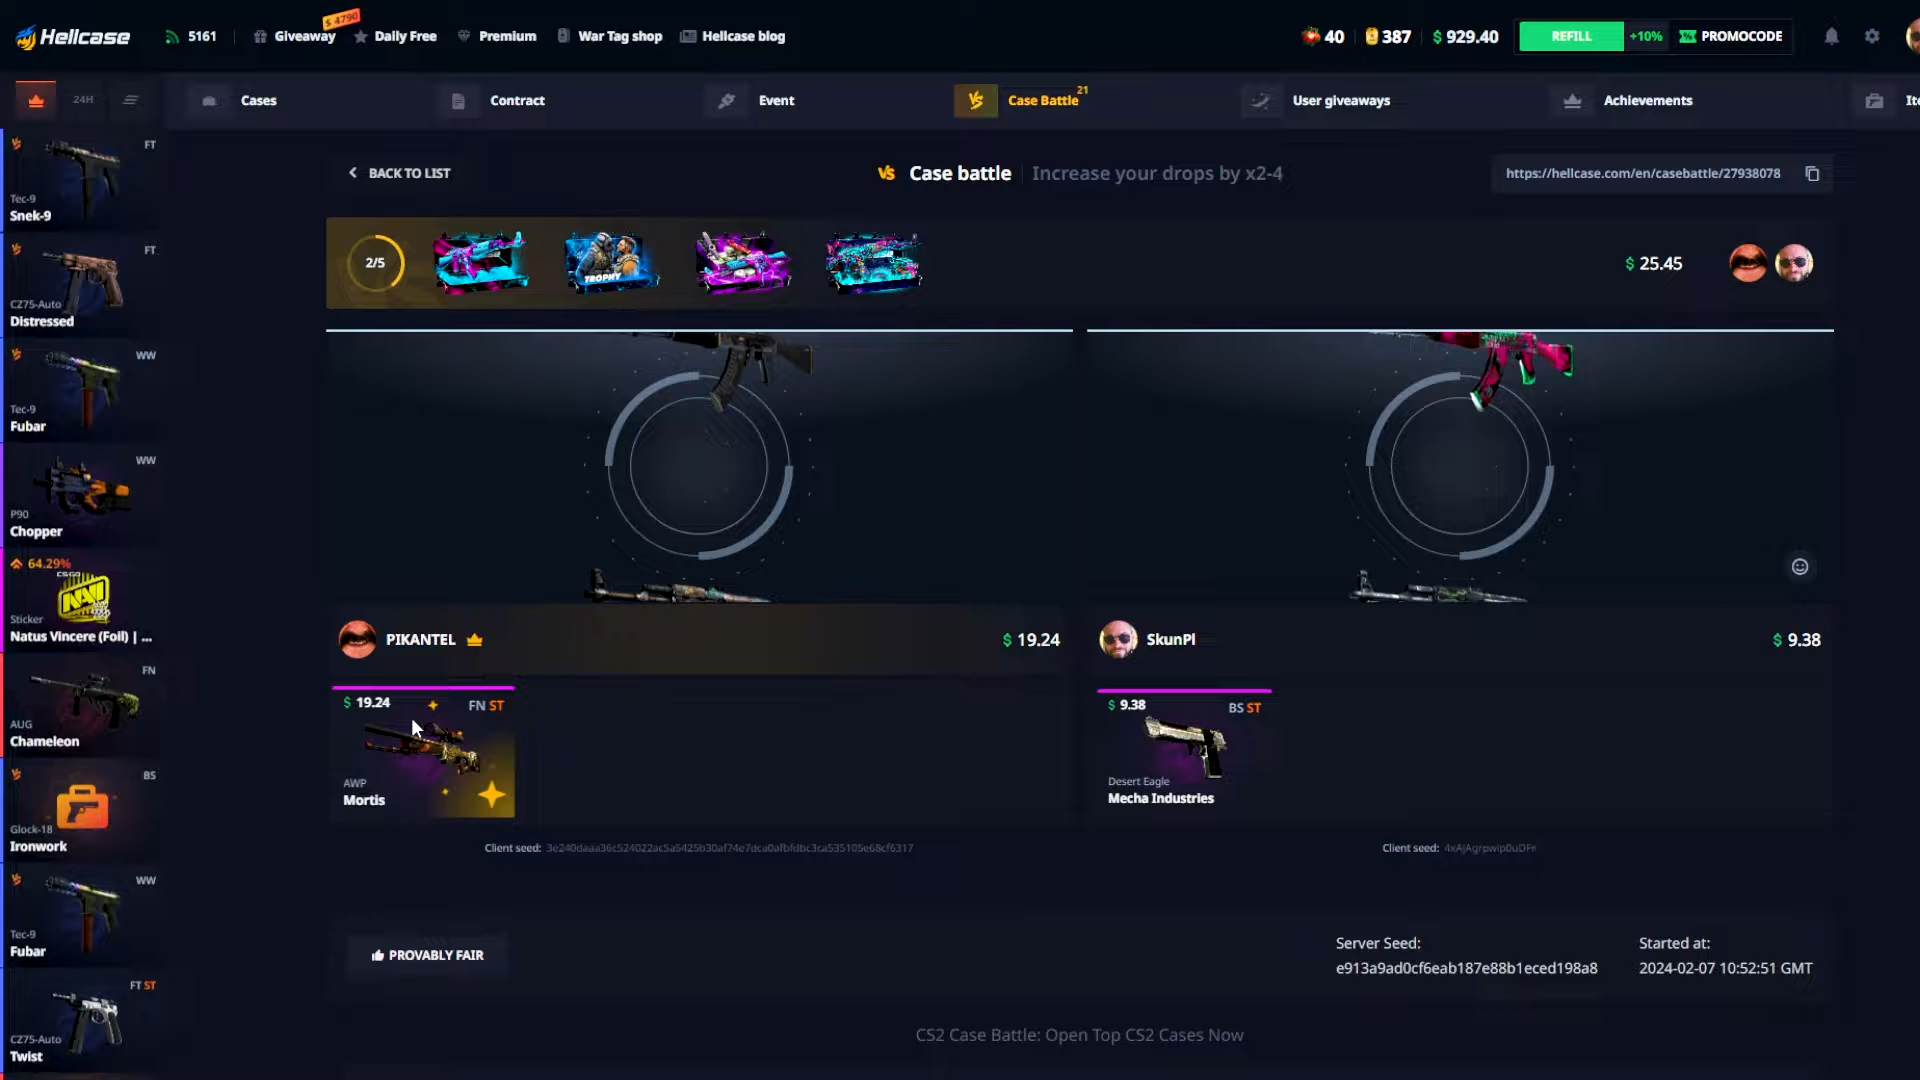 Hellcase
5161
Giveaway
$ 4790
Daily Free
Premium
War Tag shop
Hellcase blog
40
387
$ 929.40
REFILL
+10%
PROMOCODE
24H
Cases
Contract
Event
Case Battle 21
User giveaways
Achievements
BACK TO LIST
VS Case battle
Increase your drops by x2-4
https://hellcase.com/en/casebattle/27938078
2/5
TROPHY
$ 25.45
FT
Tec-9
Snek-9
FT
CZ75-Auto
Distressed
WW
Tec-9
Fubar
WW
P90
Chopper
64.29%
CS:GO
NAVI
Sticker
Natus Vincere (Foil) | ...
FN
AUG
Chameleon
BS
Glock-18
Ironwork
WW
Tec-9
Fubar
FT ST
CZ75-Auto
Twist
PIKANTEL
$ 19.24
SkunPl
$ 9.38
$ 19.24
FN ST
AWP
Mortis
$ 9.38
BS ST
Desert Eagle
Mecha Industries
Client seed:
Client seed:
PROVABLY FAIR
Server Seed:
e913a9ad0cf6eab187e88b1eced198a8
Started at:
2024-02-07 10:52:51 GMT
CS2 Case Battle: Open Top CS2 Cases Now